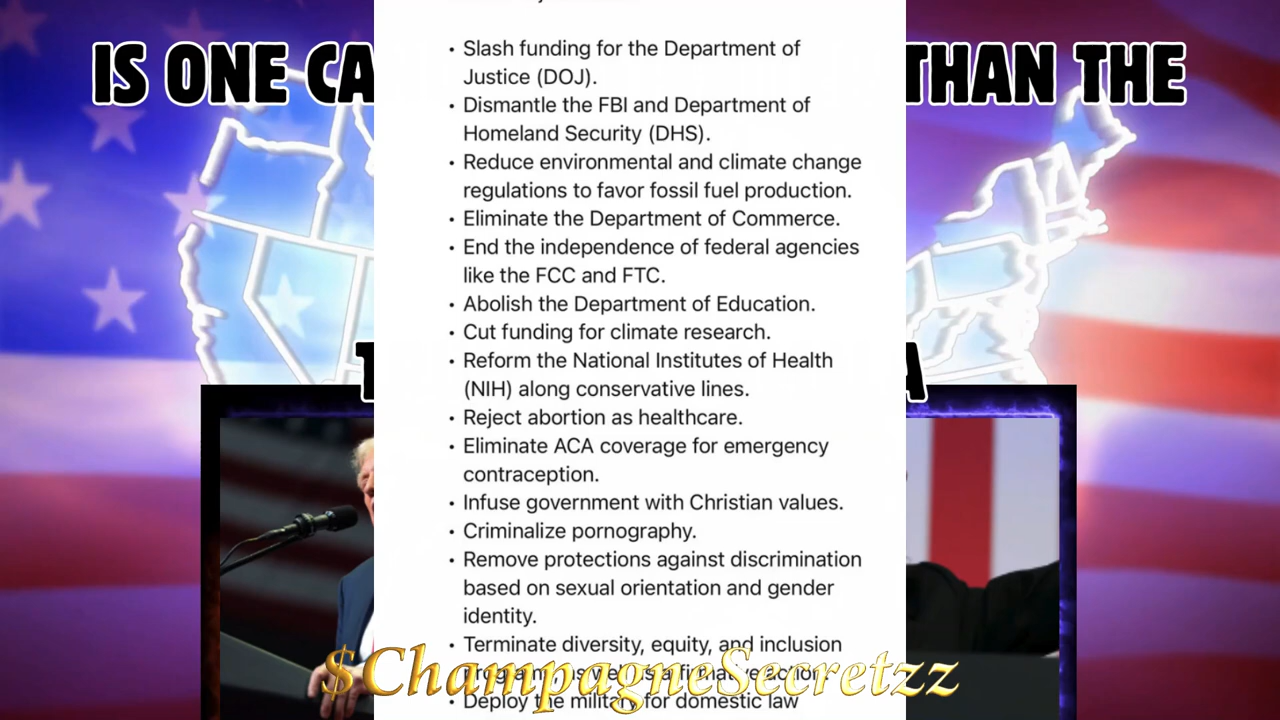 IS ONE CA THAN THE
• Slash funding for the Department of
Justice (DOJ).
• Dismantle the FBI and Department of
Homeland Security (DHS).
• Reduce environmental and climate change
regulations to favor fossil fuel production.
• Eliminate the Department of Commerce.
• End the independence of federal agencies
like the FCC and FTC.
• Abolish the Department of Education.
• Cut funding for climate research.
• Reform the National Institutes of Health
(NIH) along conservative lines.
• Reject abortion as healthcare.
• Eliminate ACA coverage for emergency
contraception.
• Infuse government with Christian values.
• Criminalize pornography.
• Remove protections against discrimination
based on sexual orientation and gender
identity.
• Terminate diversity, equity, and inclusion
$ChampagneSecretzz
• Deploy the military for domestic law